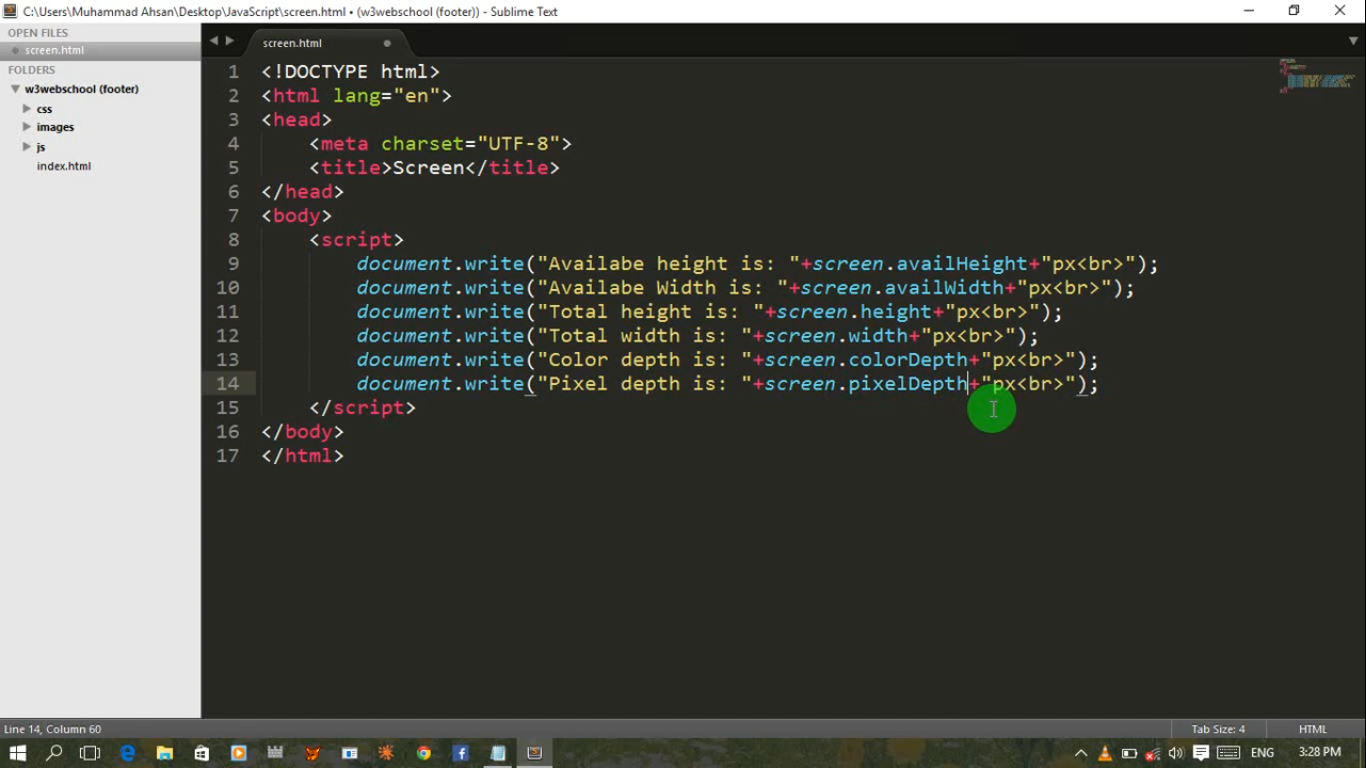 C:\Users\Muhammad Ahsan\Desktop\JavaScript\screen.html • (w3webschool (footer)) - Sublime Text
OPEN FILES
screen.html
FOLDERS
w3webschool (footer)
css
images
js
index.html
screen.html
1 <!DOCTYPE html>
2 <html lang="en">
3 <head>
4 <meta charset="UTF-8">
5 <title>Screen</title>
6 </head>
7 <body>
8 <script>
9 document.write("Availabe height is: "+screen.availHeight+"px<br>");
10 document.write("Availabe Width is: "+screen.availWidth+"px<br>");
11 document.write("Total height is: "+screen.height+"px<br>");
12 document.write("Total width is: "+screen.width+"px<br>");
13 document.write("Color depth is: "+screen.colorDepth+"px<br>");
14 document.write("Pixel depth is: "+screen.pixelDepth+"px<br>");
15 </script>
16 </body>
17 </html>
Line 14, Column 60
Tab Size: 4
HTML
ENG
3:28 PM